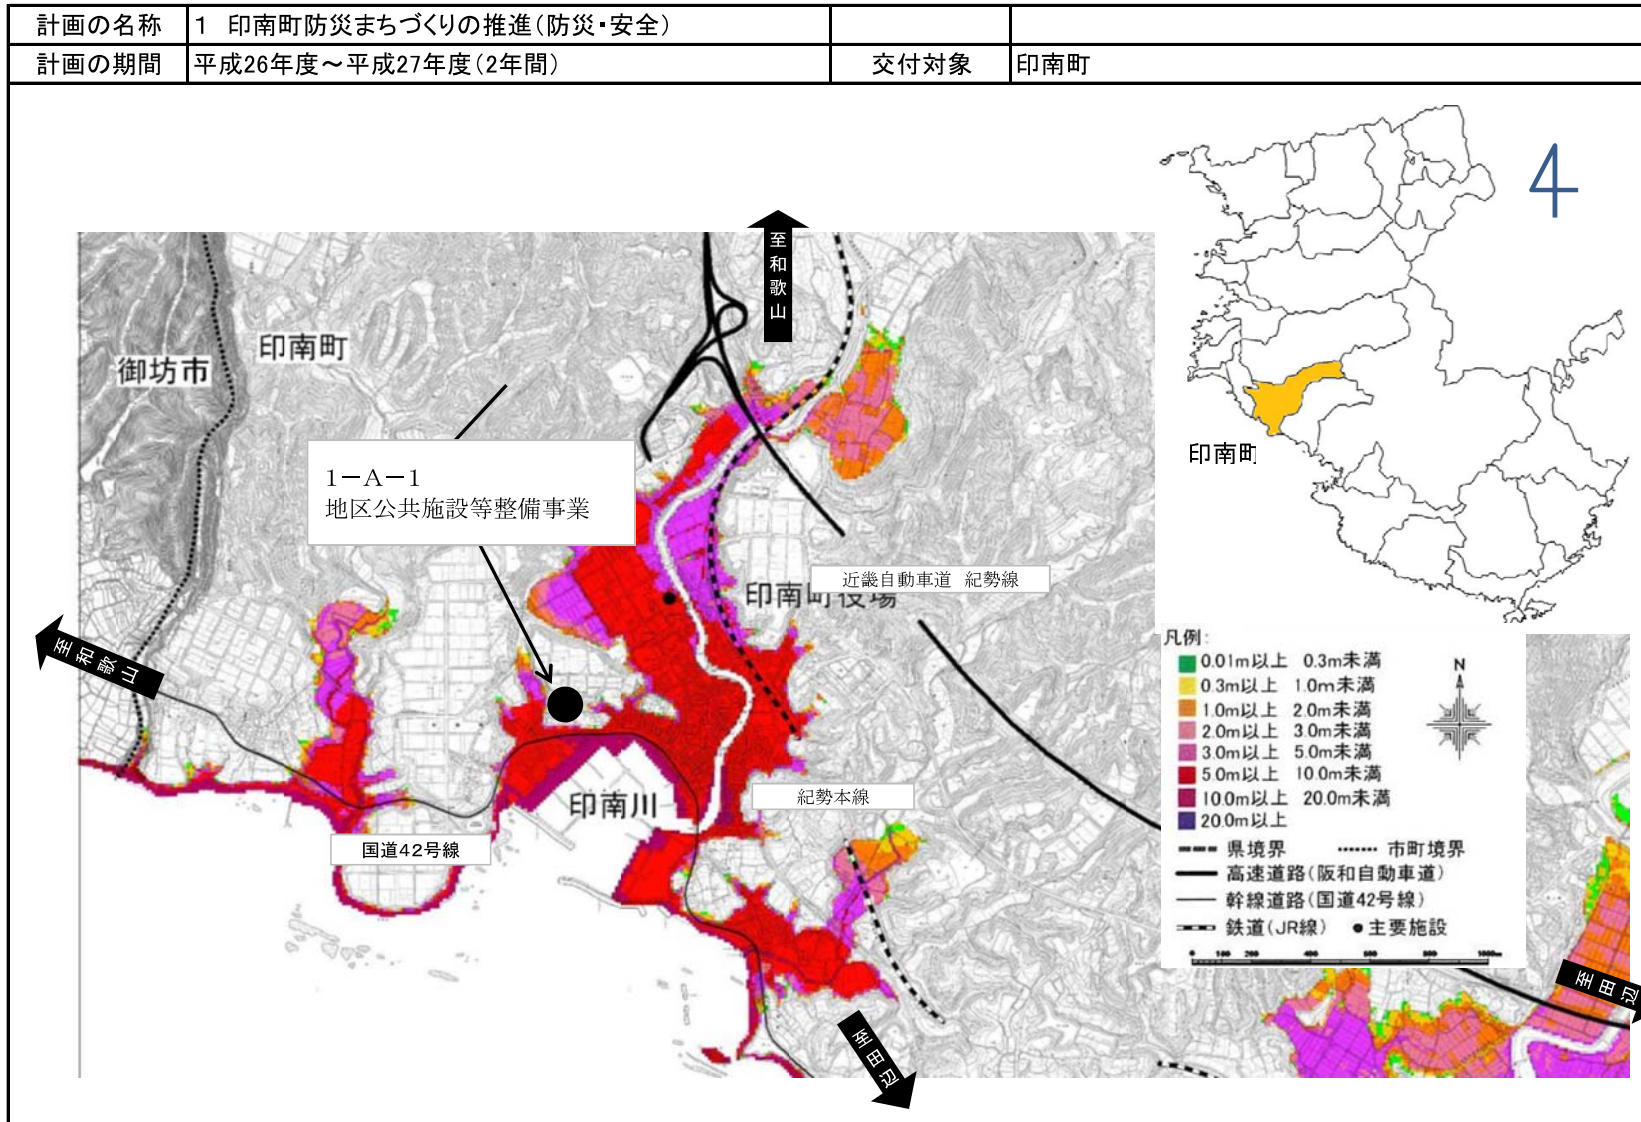 計画の名称 1 印南町防災まちづくりの推進(防災・安全)
計画の期間 平成26年度～平成27年度(2年間) 交付対象 印南町
4
至和歌山
印南町
御坊市
印南町
1－A－1
地区公共施設等整備事業
近畿自動車道 紀勢線
印南町役場
至和歌山
凡例:
0.01m以上 0.3m未満
0.3m以上 1.0m未満
1.0m以上 2.0m未満
2.0m以上 3.0m未満
3.0m以上 5.0m未満
5.0m以上 10.0m未満
10.0m以上 20.0m未満
20.0m以上
N
県境界 市町境界
高速道路(阪和自動車道)
幹線道路(国道42号線)
鉄道(JR線) ●主要施設
0 100 200 400 600 800 1000m
紀勢本線
印南川
国道42号線
至田辺
至田辺